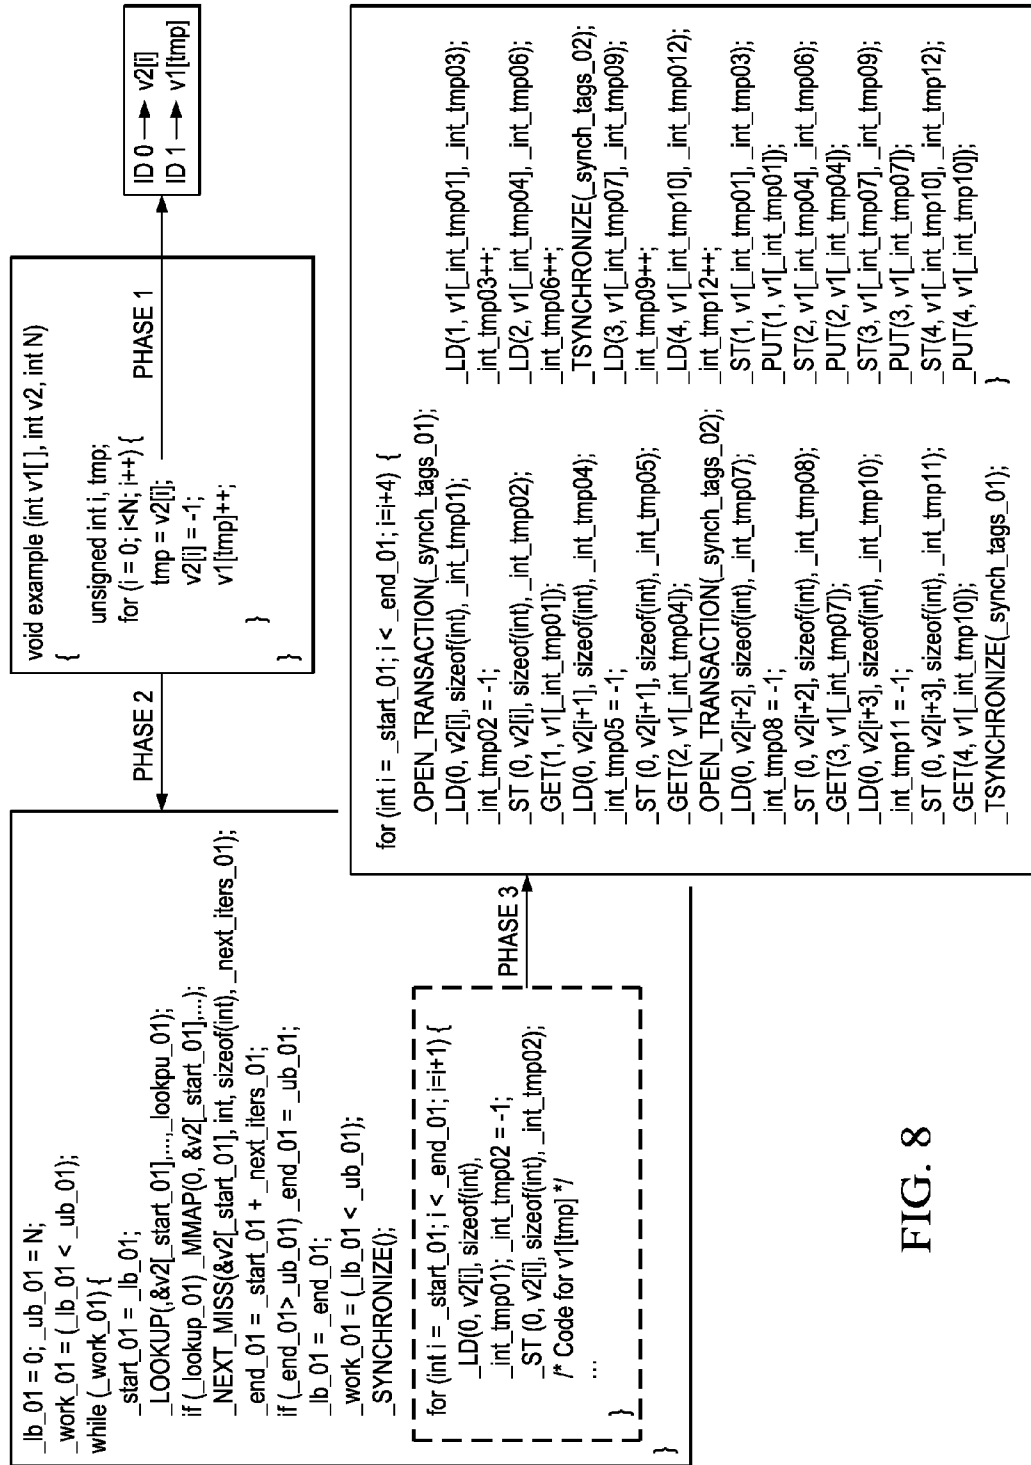 void example (int v1[ ], int v2, int N)
{
unsigned int i, tmp;
for (i = 0; i<N; i++) {
tmp = v2[i];
v2[i] = -1;
v1[tmp]++;
}
}
PHASE 1
ID 0 → v2[i]
ID 1 → v1[tmp]
PHASE 2
_lb_01 = 0; _ub_01 = N;
_work_01 = (_lb_01 < _ub_01);
while (_work_01) {
_start_01 = _lb_01;
_LOOKUP(,&v2[_start_01],...,_lookpu_01);
if (_lookup_01) _MMAP(0, &v2[_start_01],...);
_NEXT_MISS(&v2[_start_01], int, sizeof(int), _next_iters_01);
_end_01 = _start_01 + _next_iters_01;
if (_end_01>_ub_01) _end_01 = _ub_01;
_lb_01 = _end_01;
_work_01 = (_lb_01 < _ub_01);
_SYNCHRONIZE();
for (int i = _start_01; i < _end_01; i=i+1) {
_LD(0, v2[i], sizeof(int),
_int_tmp01); _int_tmp02 = -1;
_ST (0, v2[i], sizeof(int), _int_tmp02);
/* Code for v1[tmp] */
...
}
}
PHASE 3
for (int i = _start_01; i < _end_01; i=i+4) {
_OPEN_TRANSACTION(_synch_tags_01);
_LD(0, v2[i], sizeof(int), _int_tmp01);
_int_tmp02 = -1;
_ST (0, v2[i], sizeof(int), _int_tmp02);
_GET(1, v1[_int_tmp01]);
_LD(0, v2[i+1], sizeof(int), _int_tmp04);
_int_tmp05 = -1;
_ST (0, v2[i+1], sizeof(int), _int_tmp05);
_GET(2, v1[_int_tmp04]);
_OPEN_TRANSACTION(_synch_tags_02);
_LD(0, v2[i+2], sizeof(int), _int_tmp07);
_int_tmp08 = -1;
_ST (0, v2[i+2], sizeof(int), _int_tmp08);
_GET(3, v1[_int_tmp07]);
_LD(0, v2[i+3], sizeof(int), _int_tmp10);
_int_tmp11 = -1;
_ST (0, v2[i+3], sizeof(int), _int_tmp11);
_GET(4, v1[_int_tmp10]);
_TSYNCHRONIZE(_synch_tags_01);
_LD(1, v1[_int_tmp01], _int_tmp03);
_int_tmp03++;
_LD(2, v1[_int_tmp04], _int_tmp06);
_int_tmp06++;
_TSYNCHRONIZE(_synch_tags_02);
_LD(3, v1[_int_tmp07], _int_tmp09);
_int_tmp09++;
_LD(4, v1[_int_tmp10], _int_tmp012);
_int_tmp12++;
_ST(1, v1[_int_tmp01], _int_tmp03);
_PUT(1, v1[_int_tmp01]);
_ST(2, v1[_int_tmp04], _int_tmp06);
_PUT(2, v1[_int_tmp04]);
_ST(3, v1[_int_tmp07], _int_tmp09);
_PUT(3, v1[_int_tmp07]);
_ST(4, v1[_int_tmp10], _int_tmp12);
_PUT(4, v1[_int_tmp10]);
}
FIG. 8